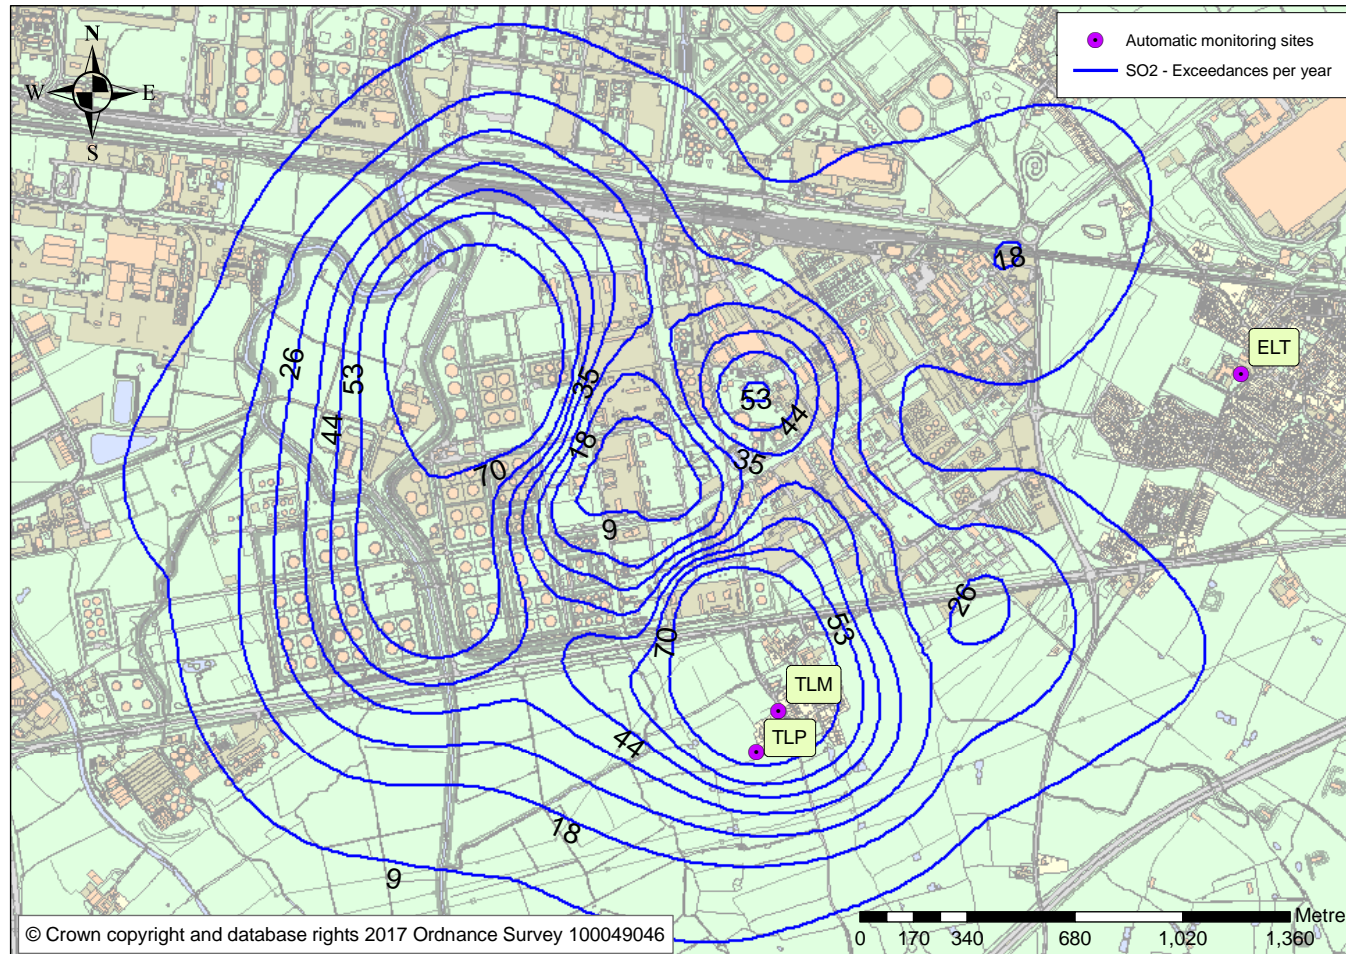 N
W E
S
Automatic monitoring sites
SO2 - Exceedances per year
18
ELT
26
53
44
35
53
44
35
18
70
9
26
53
70
TLM
TLP
44
18
9
Metre
0 170 340 680 1,020 1,360
© Crown copyright and database rights 2017 Ordnance Survey 100049046